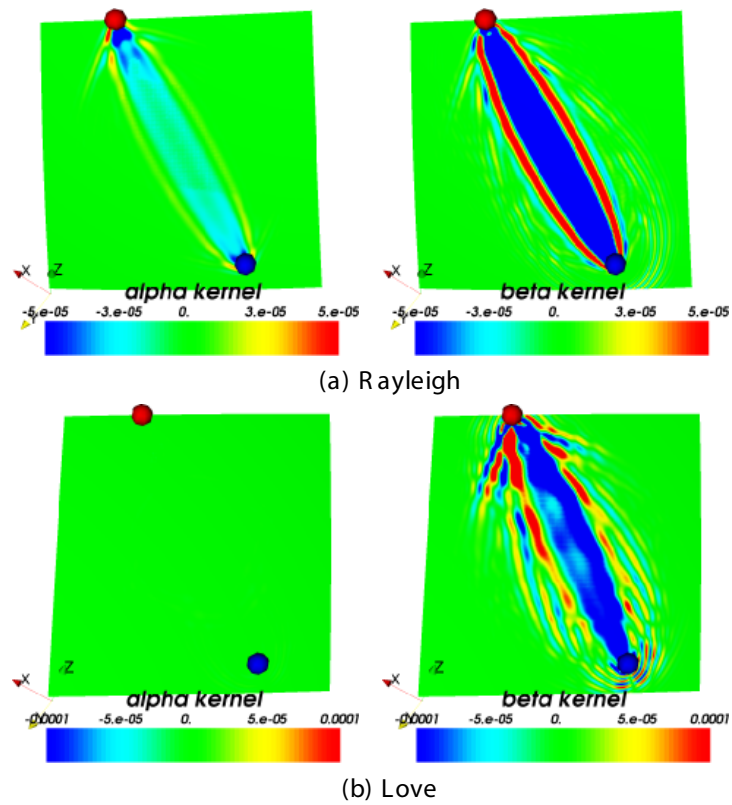 X Z Y
alpha kernel
-5.e-05 -3.e-05 0. 3.e-05 5.e-05
beta kernel
-5.e-05 -3.e-05 0. 3.e-05 5.e-05
(a) Rayleigh
X Z
alpha kernel
-0.0001 -5.e-05 0. 5.e-05 0.0001
X Z
beta kernel
-0.0001 -5.e-05 0. 5.e-05 0.0001
(b) Love